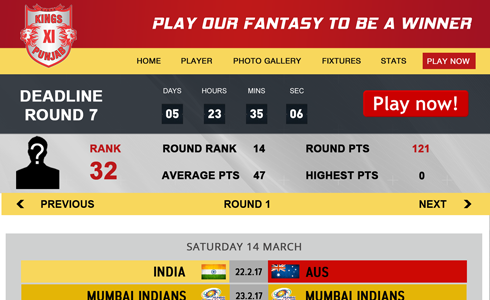 KINGS
XI
PUNJAB
PLAY OUR FANTASY TO BE A WINNER
HOME PLAYER PHOTO GALLERY FIXTURES STATS PLAY NOW
DEADLINE
ROUND 7
DAYS HOURS MINS SEC
05 23 35 06
Play now!
?
RANK
32
ROUND RANK 14 ROUND PTS 121
AVERAGE PTS 47 HIGHEST PTS 0
PREVIOUS ROUND 1 NEXT
SATURDAY 14 MARCH
INDIA 22.2.17 AUS
MUMBAI INDIANS 23.2.17 MUMBAI INDIANS